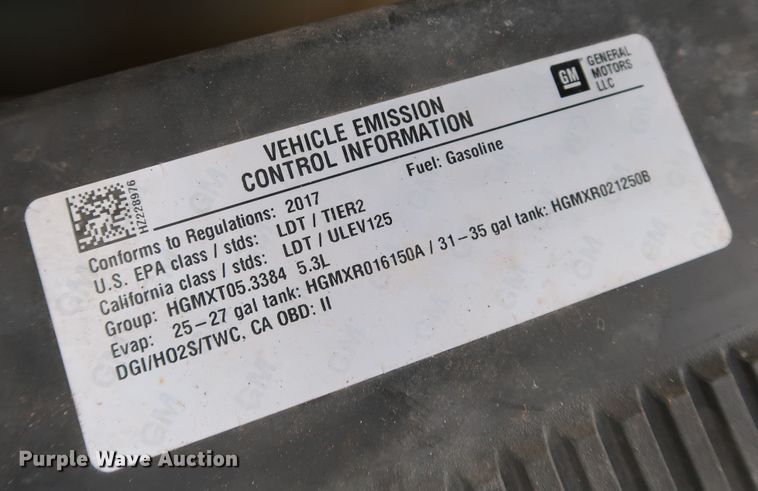 GM GENERAL
MOTORS
LLC
VEHICLE EMISSION
CONTROL INFORMATION
HZ228976
Fuel: Gasoline
Conforms to Regulations: 2017
U.S. EPA class / stds: LDT / TIER2
California class / stds: LDT / ULEV125
Group: HGMXT05.3384 5.3L
Evap: 25-27 gal tank: HGMXR016150A / 31-35 gal tank: HGMXR021250B
DGI/HO2S/TWC, CA OBD: II
Purple Wave Auction